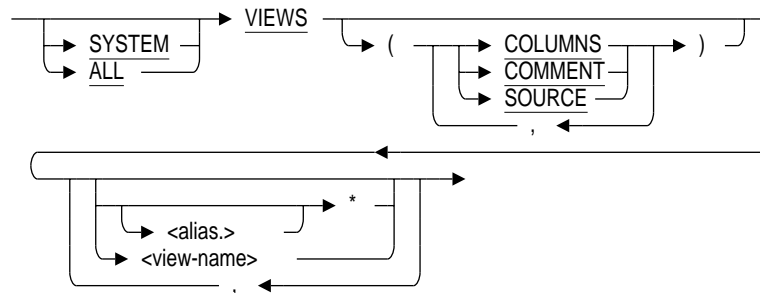 VIEWS
SYSTEM
ALL
( COLUMNS )
COMMENT
SOURCE
,
*
<alias.>
<view-name>
,